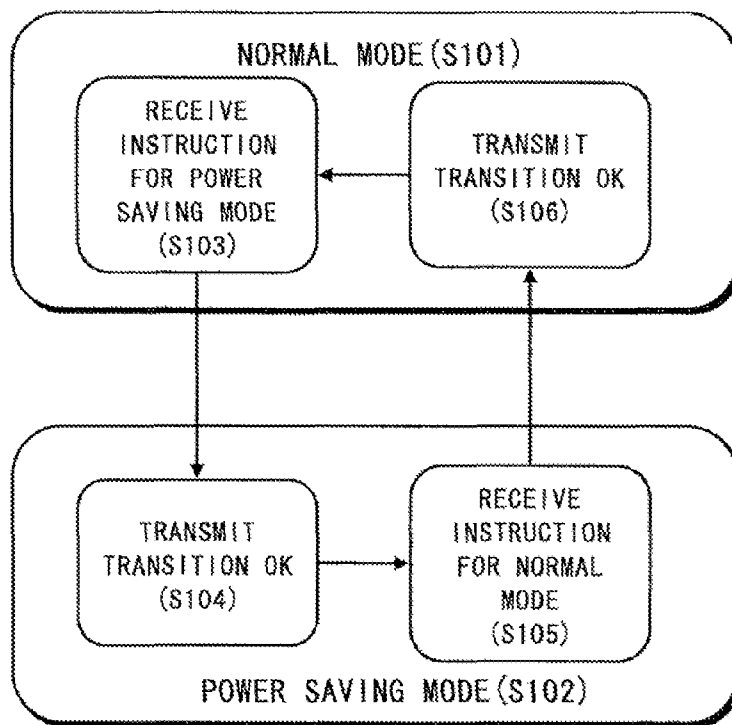 NORMAL MODE(S101)
RECEIVE
INSTRUCTION
FOR POWER
SAVING MODE
(S103)
TRANSMIT
TRANSITION OK
(S106)
TRANSMIT
TRANSITION OK
(S104)
RECEIVE
INSTRUCTION
FOR NORMAL
MODE
(S105)
POWER SAVING MODE(S102)